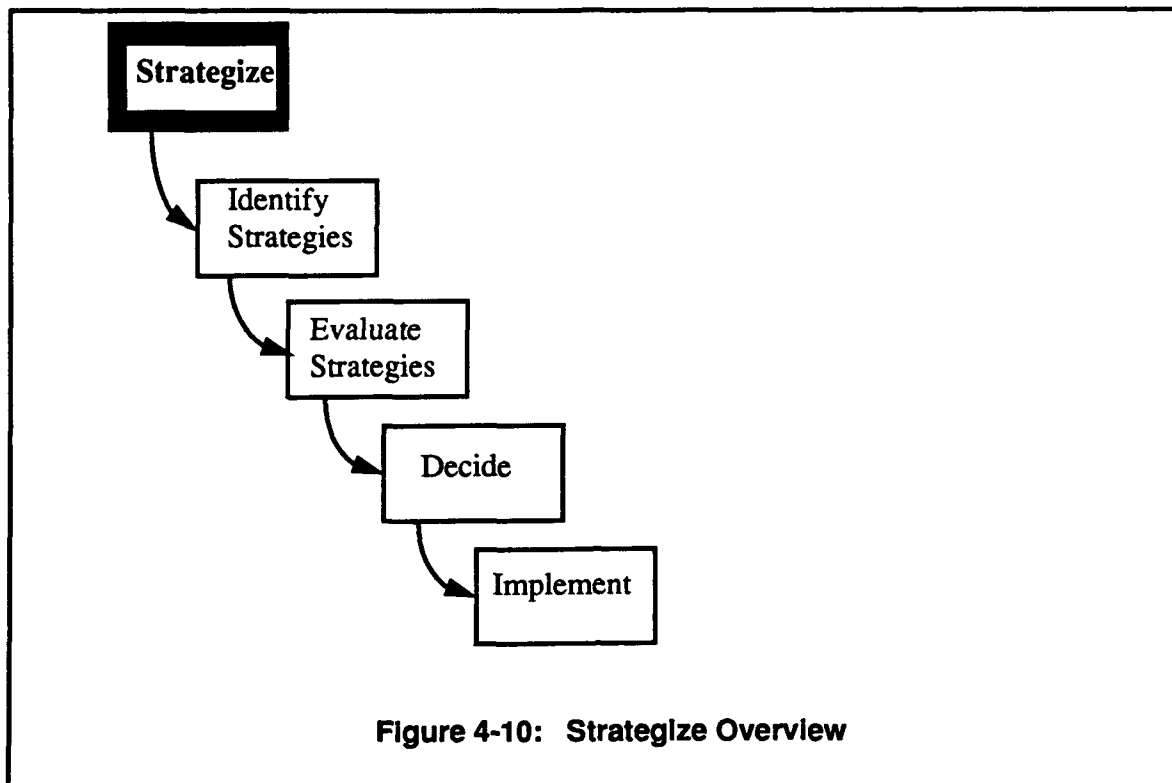 Strategize
Identify
Strategies
Evaluate
Strategies
Decide
Implement
Figure 4-10: Strategize Overview